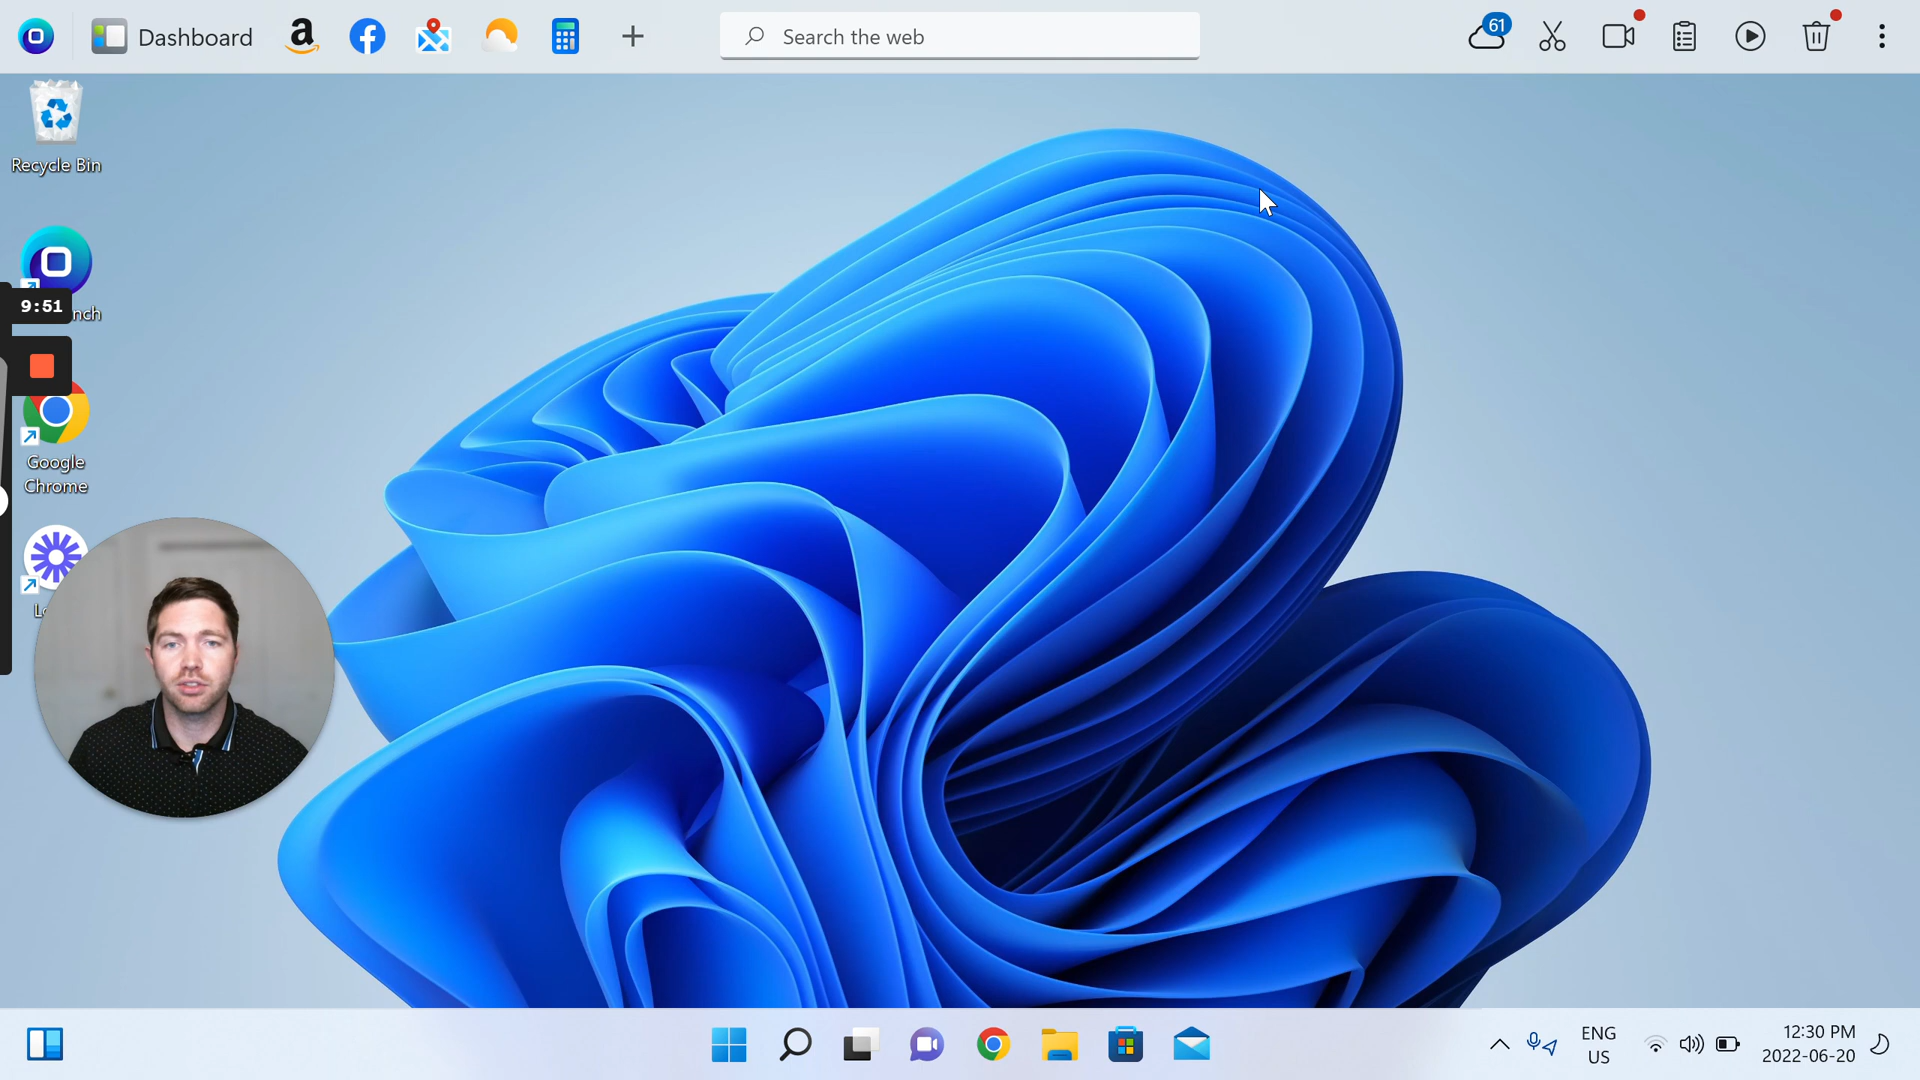 Dashboard
Search the web
61
Recycle Bin
9:51
nch
Google
Chrome
ENG
US
12:30 PM
2022-06-20